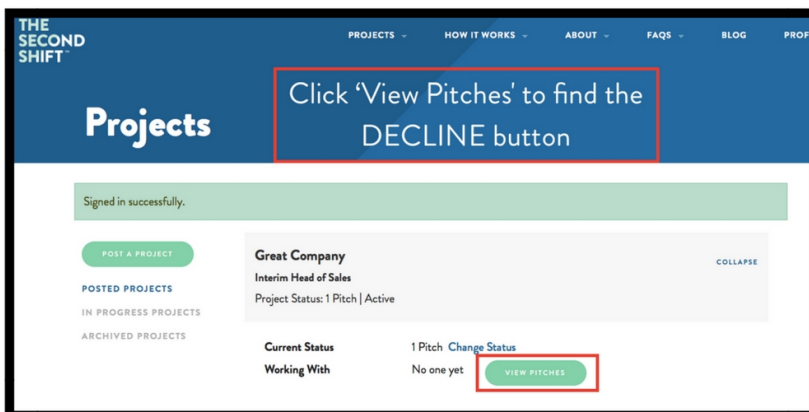 THE
SECOND
SHIFT™
PROJECTS HOW IT WORKS ABOUT FAQS BLOG PROF
Projects
Click ‘View Pitches' to find the
DECLINE button
Signed in successfully.
POST A PROJECT
POSTED PROJECTS
IN PROGRESS PROJECTS
ARCHIVED PROJECTS
Great Company
COLLAPSE
Interim Head of Sales
Project Status: 1 Pitch | Active
Current Status 1 Pitch Change Status
Working With No one yet VIEW PITCHES